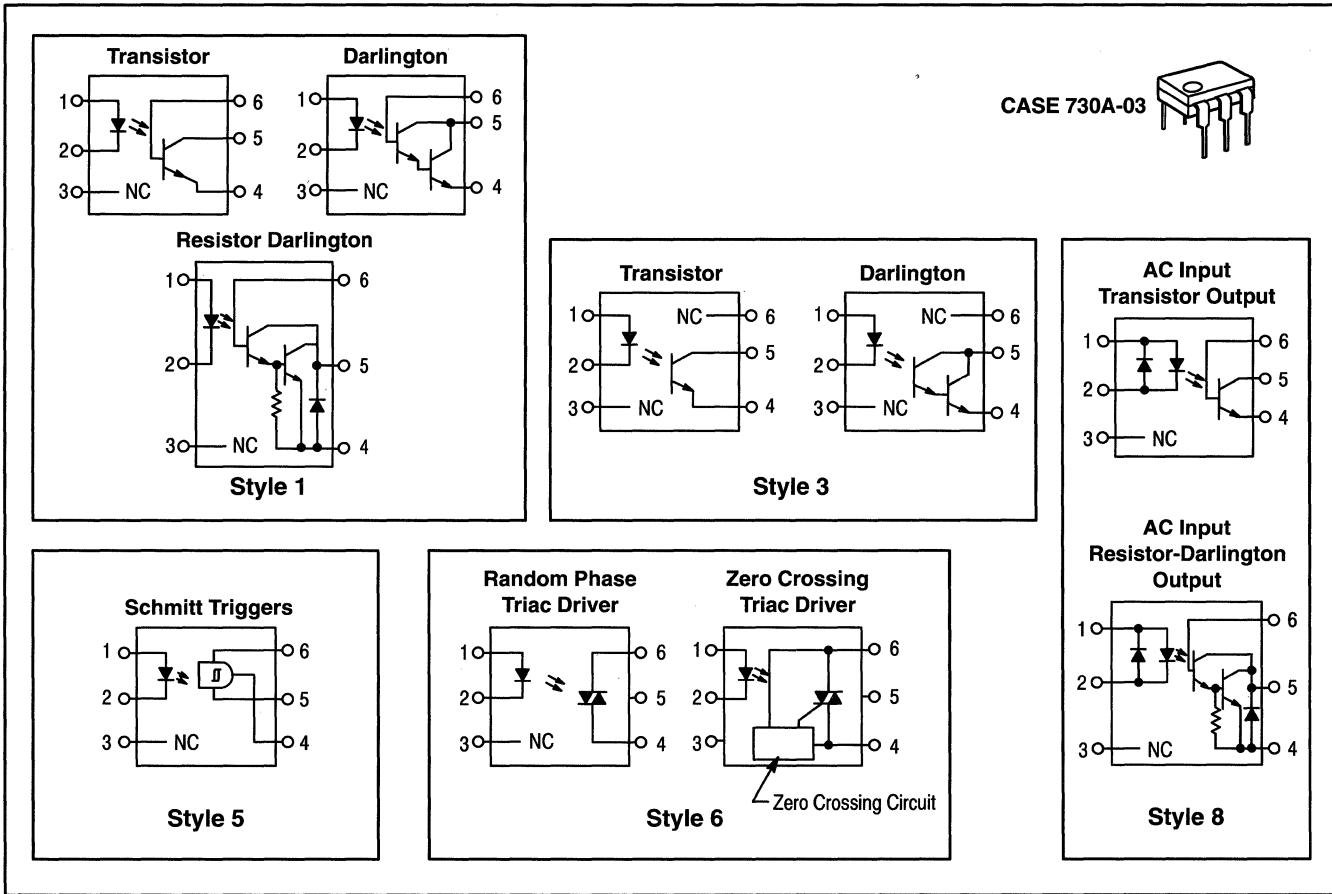 Transistor
1
2
3
NC
6
5
4
Darlington
1
2
3
NC
6
5
4
Resistor Darlington
1
2
3
NC
6
5
4
Style 1
CASE 730A-03
Transistor
1
2
3
NC
NC
6
5
4
Darlington
1
2
3
NC
NC
6
5
4
Style 3
AC Input
Transistor Output
1
2
3
NC
6
5
4
AC Input
Resistor-Darlington
Output
1
2
3
NC
6
5
4
Style 8
Schmitt Triggers
1
2
3
NC
6
5
4
Style 5
Random Phase
Triac Driver
1
2
3
NC
6
5
4
Zero Crossing
Triac Driver
1
2
3
6
5
4
Zero Crossing Circuit
Style 6